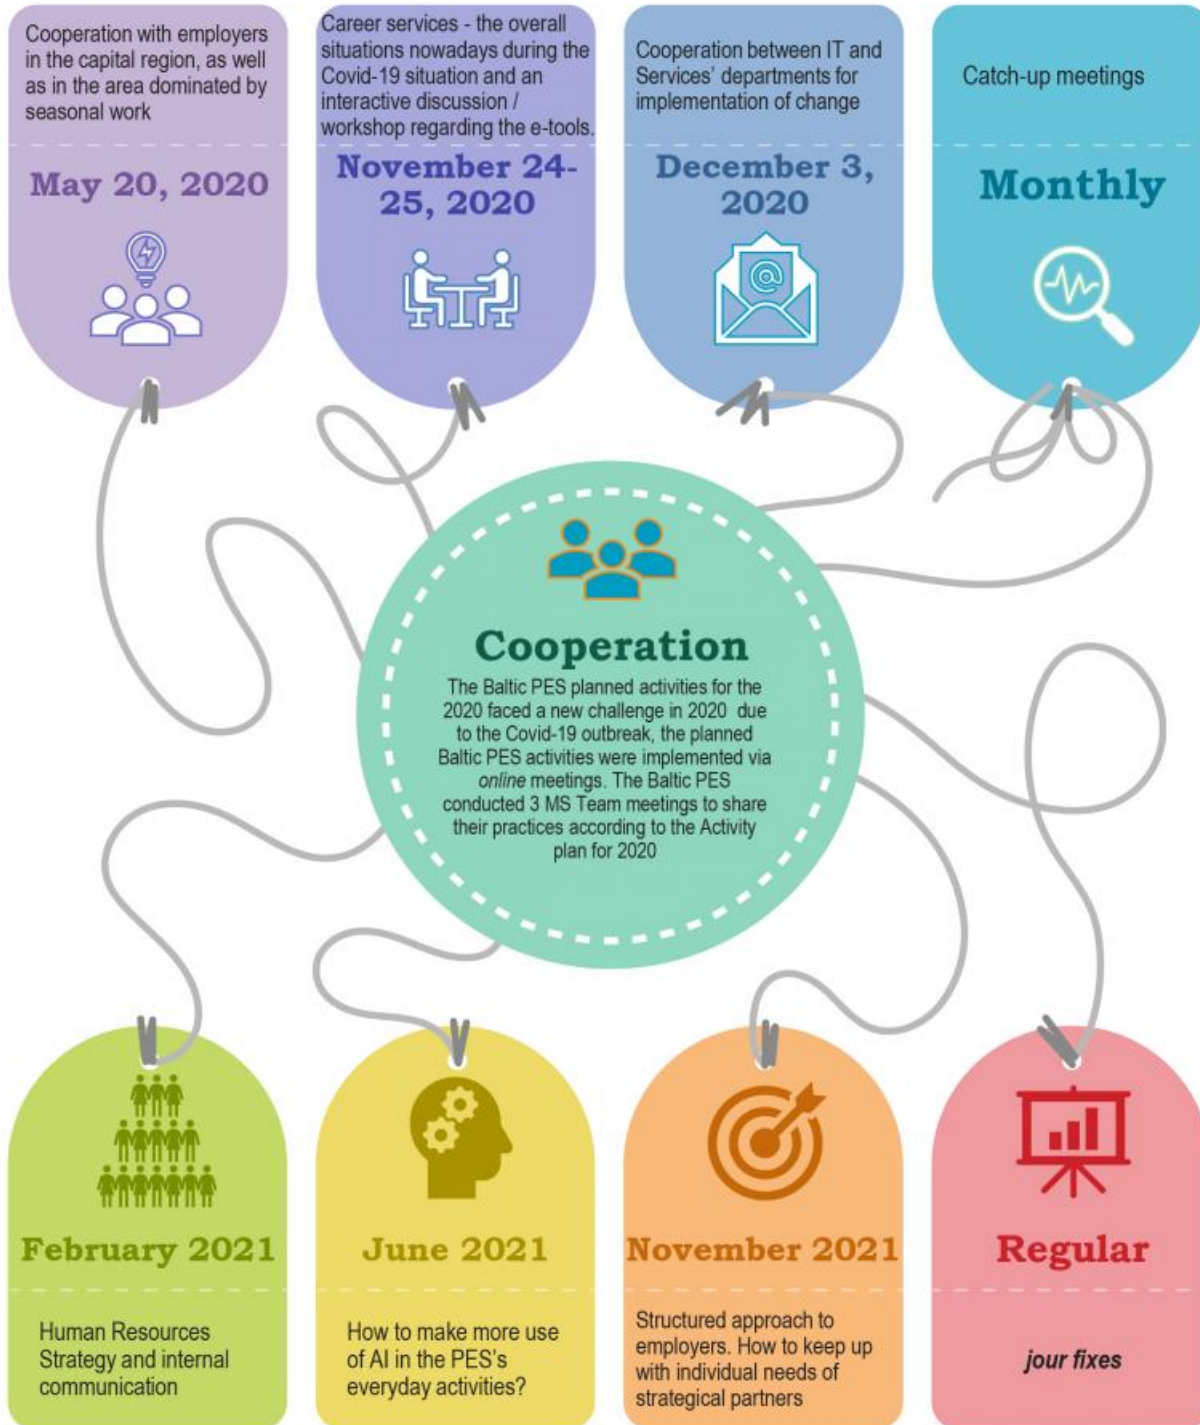 Cooperation with employers
in the capital region, as well
as in the area dominated by
seasonal work
May 20, 2020
Career services - the overall
situations nowadays during the
Covid-19 situation and an
interactive discussion /
workshop regarding the e-tools.
November 24-
25, 2020
Cooperation between IT and
Services' departments for
implementation of change
December 3,
2020
@
Catch-up meetings
Monthly
Cooperation
The Baltic PES planned activities for the
2020 faced a new challenge in 2020 due
to the Covid-19 outbreak, the planned
Baltic PES activities were implemented via
online meetings. The Baltic PES
conducted 3 MS Team meetings to share
their practices according to the Activity
plan for 2020
February 2021
Human Resources
Strategy and internal
communication
June 2021
How to make more use
of AI in the PES's
everyday activities?
November 2021
Structured approach to
employers. How to keep up
with individual needs of
strategical partners
Regular
jour fixes